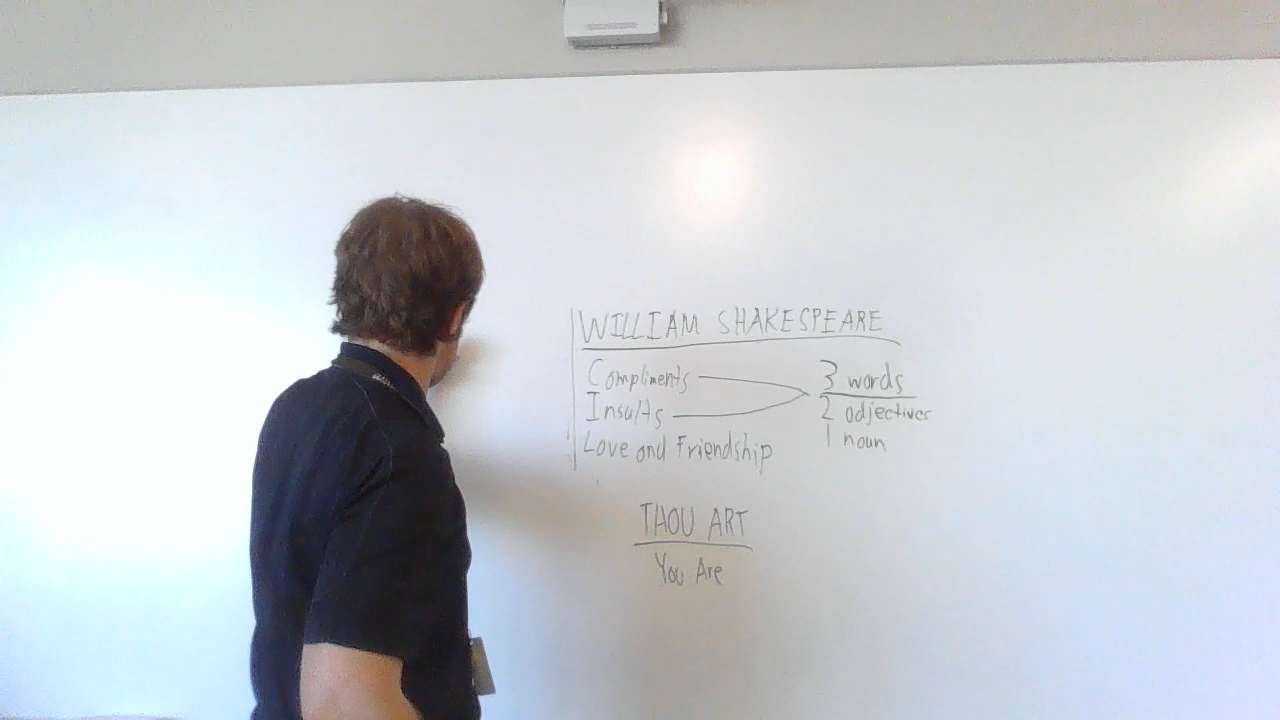 WILLIAM SHAKESPEARE
Compliments
Insults
Love and Friendship
3 words
2 adjectives
1 noun
THOU ART
You Are